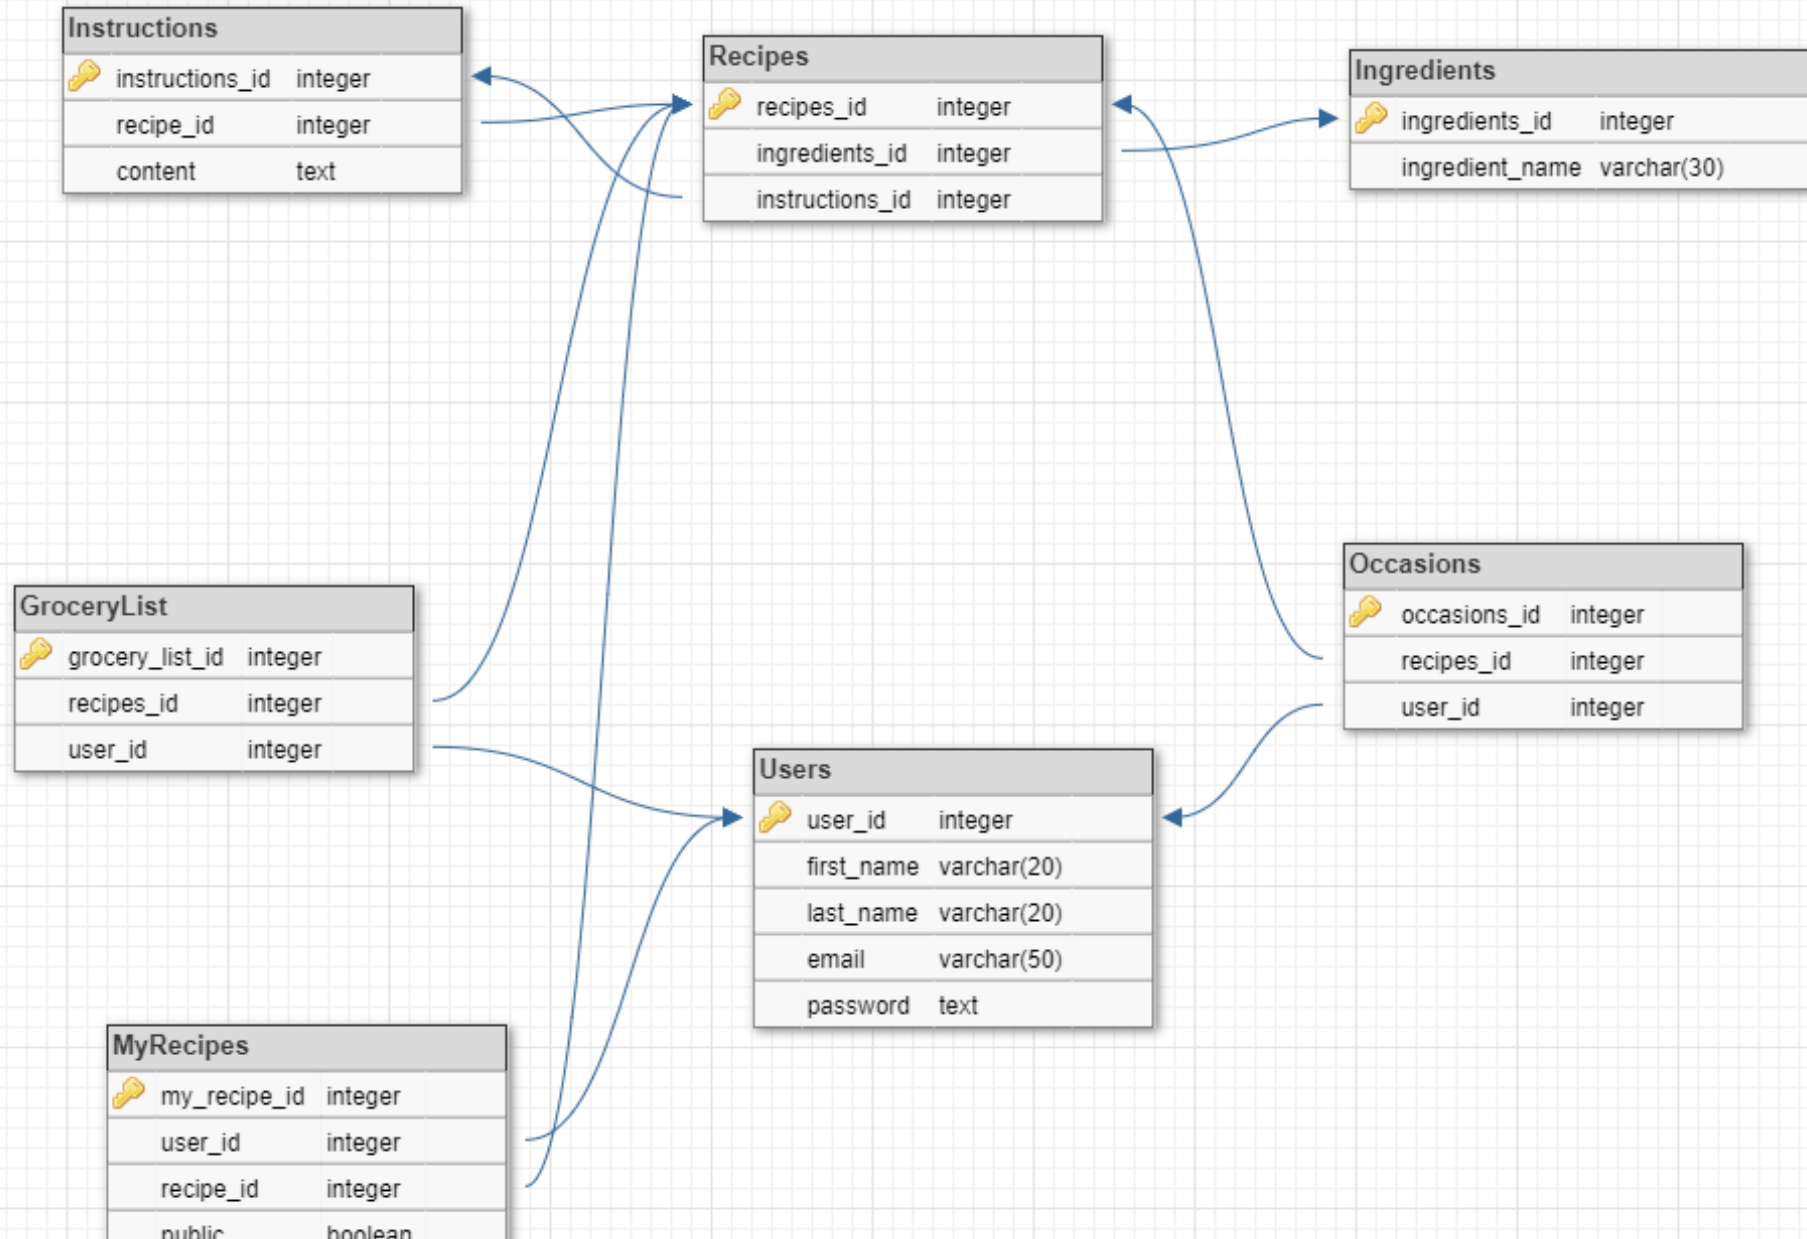 Instructions
instructions_id integer
recipe_id integer
content text
Recipes
recipes_id integer
ingredients_id integer
instructions_id integer
Ingredients
ingredients_id integer
ingredient_name varchar(30)
GroceryList
grocery_list_id integer
recipes_id integer
user_id integer
Occasions
occasions_id integer
recipes_id integer
user_id integer
Users
user_id integer
first_name varchar(20)
last_name varchar(20)
email varchar(50)
password text
MyRecipes
my_recipe_id integer
user_id integer
recipe_id integer
public boolean